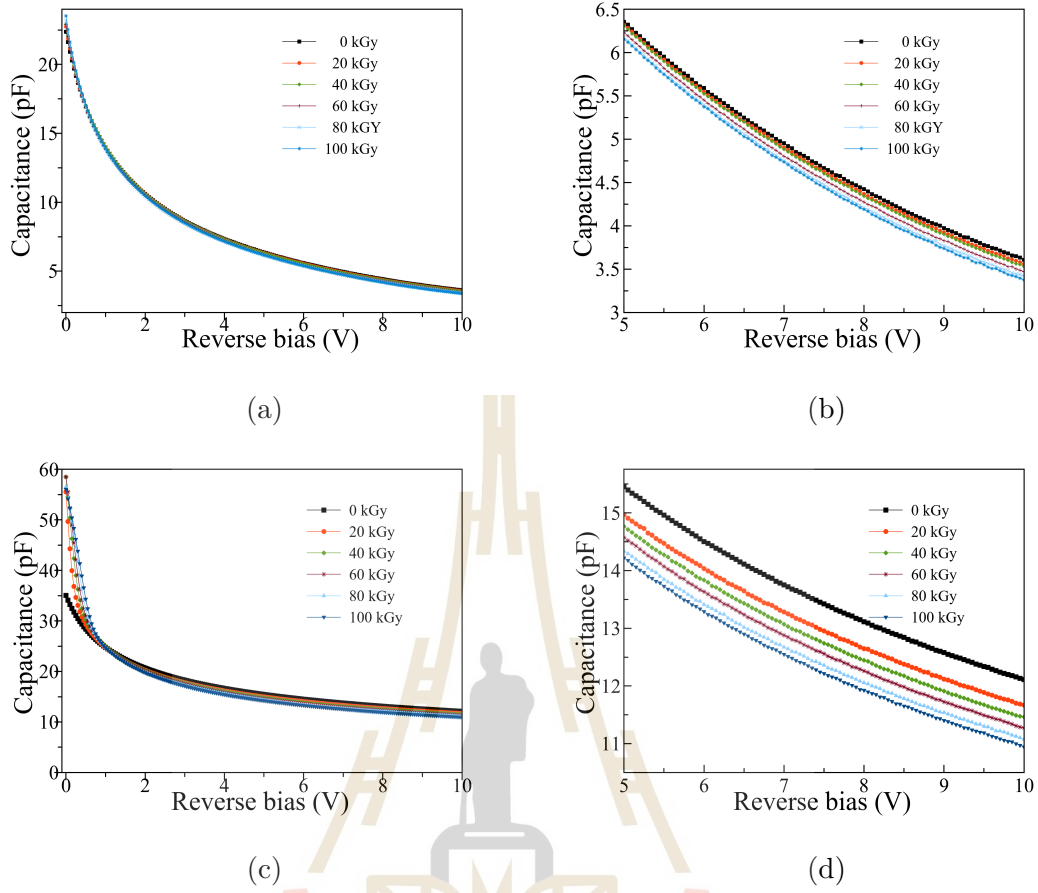 Capacitance (pF)
20
15
10
5
0 kGy
20 kGy
40 kGy
60 kGy
80 kGY
100 kGy
0 2 4 6 8 10
Reverse bias (V)
(a)
Capacitance (pF)
6.5
6
5.5
5
4.5
4
3.5
3
0 kGy
20 kGy
40 kGy
60 kGy
80 kGY
100 kGy
5 6 7 8 9 10
Reverse bias (V)
(b)
Capacitance (pF)
60
50
40
30
20
10
0
0 kGy
20 kGy
40 kGy
60 kGy
80 kGy
100 kGy
0 2 4 6 8 10
Reverse bias (V)
(c)
Capacitance (pF)
15
14
13
12
11
0 kGy
20 kGy
40 kGy
60 kGy
80 kGy
100 kGy
5 6 7 8 9 10
Reverse bias (V)
(d)